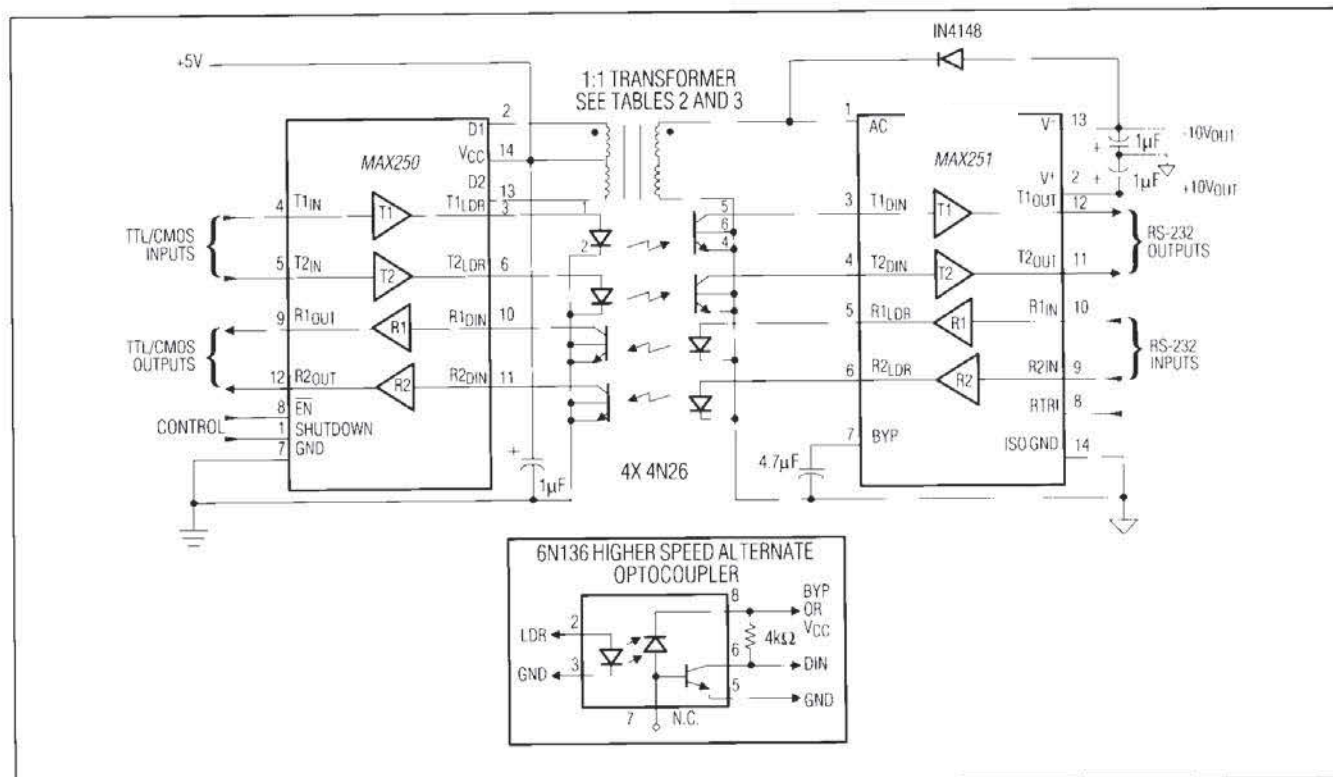 IN4148
+5V
1:1 TRANSFORMER
SEE TABLES 2 AND 3
2
D1
VCC
14
D2
13
MAX250
4
T1IN
T1
T1LDR
3
TTL/CMOS
INPUTS
5
T2IN
T2
T2LDR
6
9
R1OUT
R1
R1DIN
10
TTL/CMOS
OUTPUTS
12
R2OUT
R2
R2DIN
11
8
EN
CONTROL
1
SHUTDOWN
7
GND
+
1µF
1
2
5
6
4
4X 4N26
1
AC
V-
13
-10VOUT
MAX251
+
1µF
V+
2
+
1µF
+10VOUT
3
T1DIN
T1
T1OUT
12
RS-232
OUTPUTS
4
T2DIN
T2
T2OUT
11
5
R1LDR
R1
R1IN
10
RS-232
INPUTS
6
R2LDR
R2
R2IN
9
RTRI
8
7
BYP
ISO GND
14
4.7µF
6N136 HIGHER SPEED ALTERNATE
OPTOCOUPLER
8
BYP
OR
VCC
LDR
2
4kΩ
6
DIN
GND
3
5
GND
7
N.C.